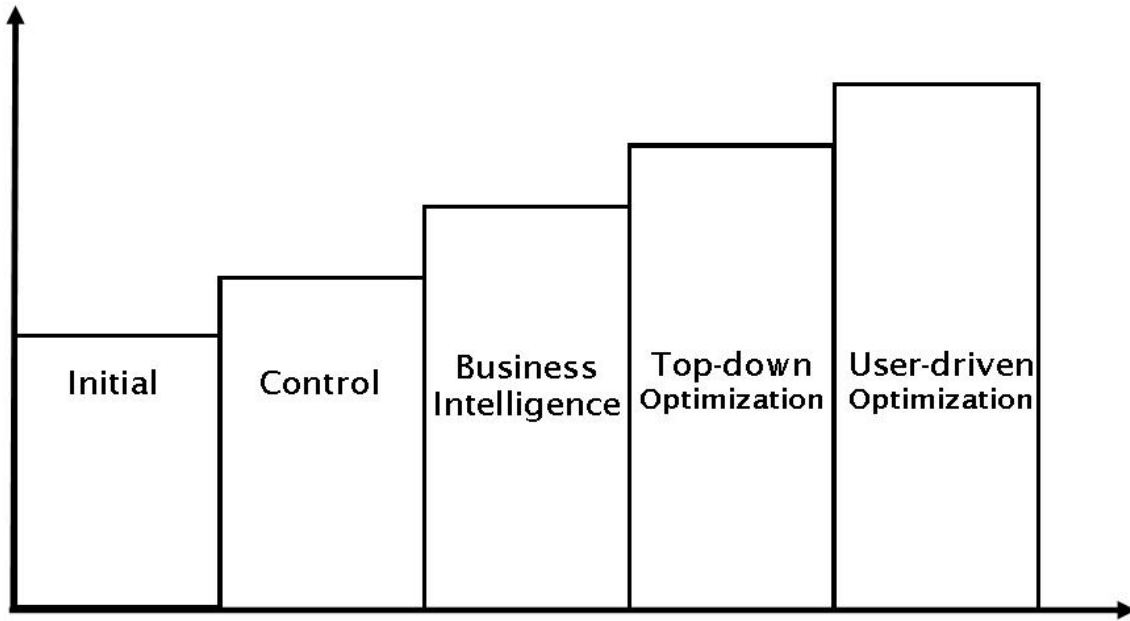 Initial
Control
Business
Intelligence
Top-down
Optimization
User-driven
Optimization